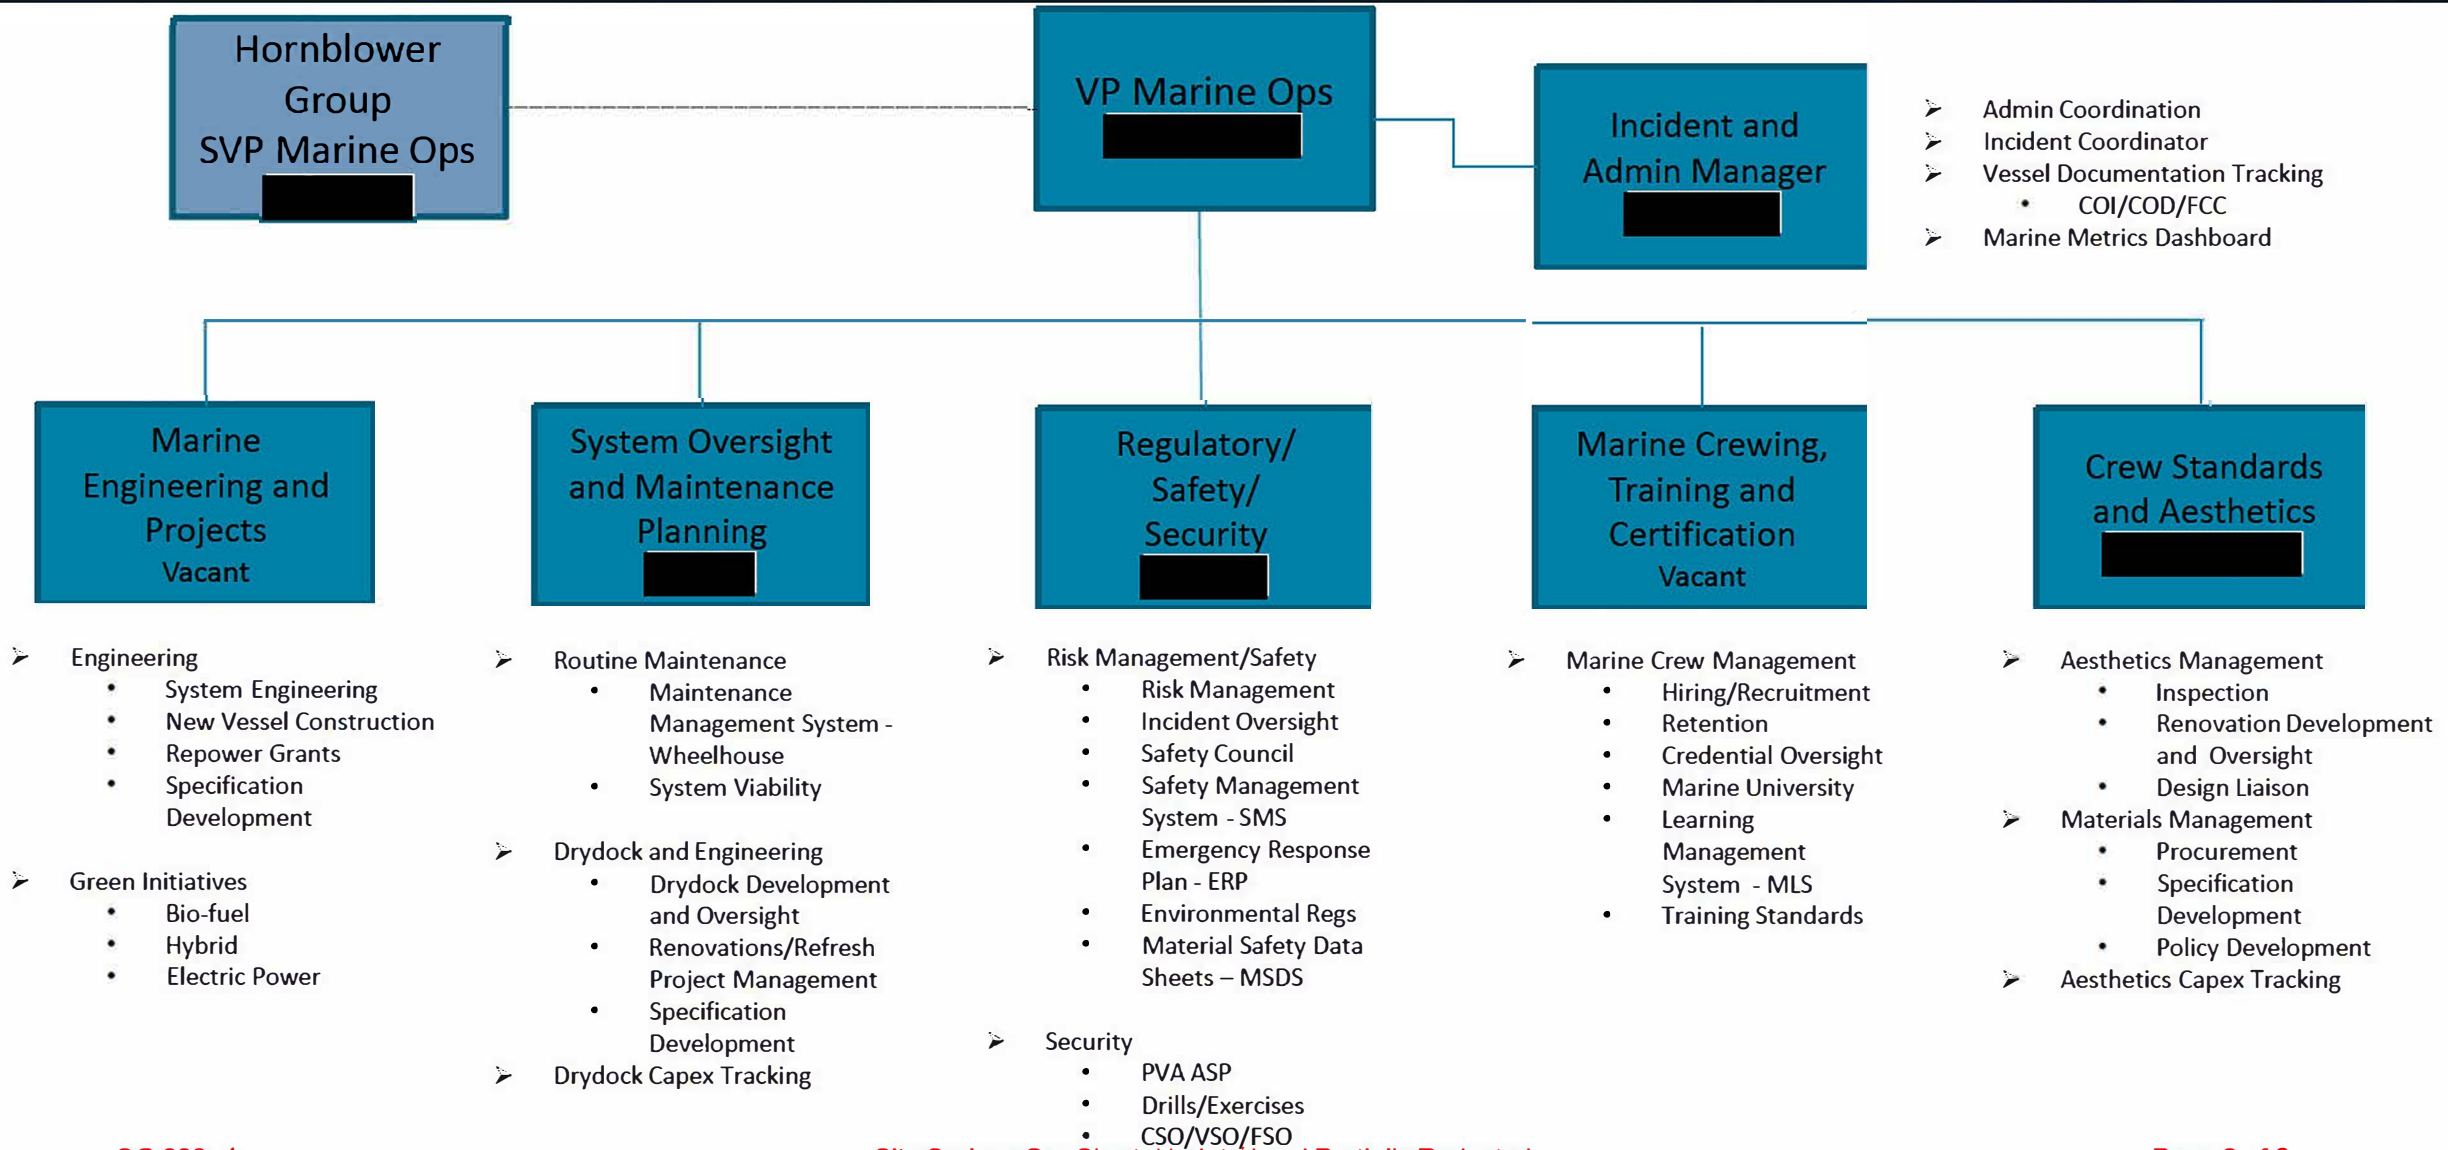 Hornblower
Group
SVP Marine Ops
VP Marine Ops
Incident and
Admin Manager
Admin Coordination
Incident Coordinator
Vessel Documentation Tracking
COI/COD/FCC
Marine Metrics Dashboard
Marine
Engineering and
Projects
Vacant
System Oversight
and Maintenance
Planning
Regulatory/
Safety/
Security
Marine Crewing,
Training and
Certification
Vacant
Crew Standards
and Aesthetics
Engineering
System Engineering
New Vessel Construction
Repower Grants
Specification
Development
Green Initiatives
Bio-fuel
Hybrid
Electric Power
Routine Maintenance
Maintenance
Management System -
Wheelhouse
System Viability
Drydock and Engineering
Drydock Development
and Oversight
Renovations/Refresh
Project Management
Specification
Development
Drydock Capex Tracking
Risk Management/Safety
Risk Management
Incident Oversight
Safety Council
Safety Management
System - SMS
Emergency Response
Plan - ERP
Environmental Regs
Material Safety Data
Sheets – MSDS
Security
PVA ASP
Drills/Exercises
CSO/VSO/FSO
Marine Crew Management
Hiring/Recruitment
Retention
Credential Oversight
Marine University
Learning
Management
System - MLS
Training Standards
Aesthetics Management
Inspection
Renovation Development
and Oversight
Design Liaison
Materials Management
Procurement
Specification
Development
Policy Development
Aesthetics Capex Tracking